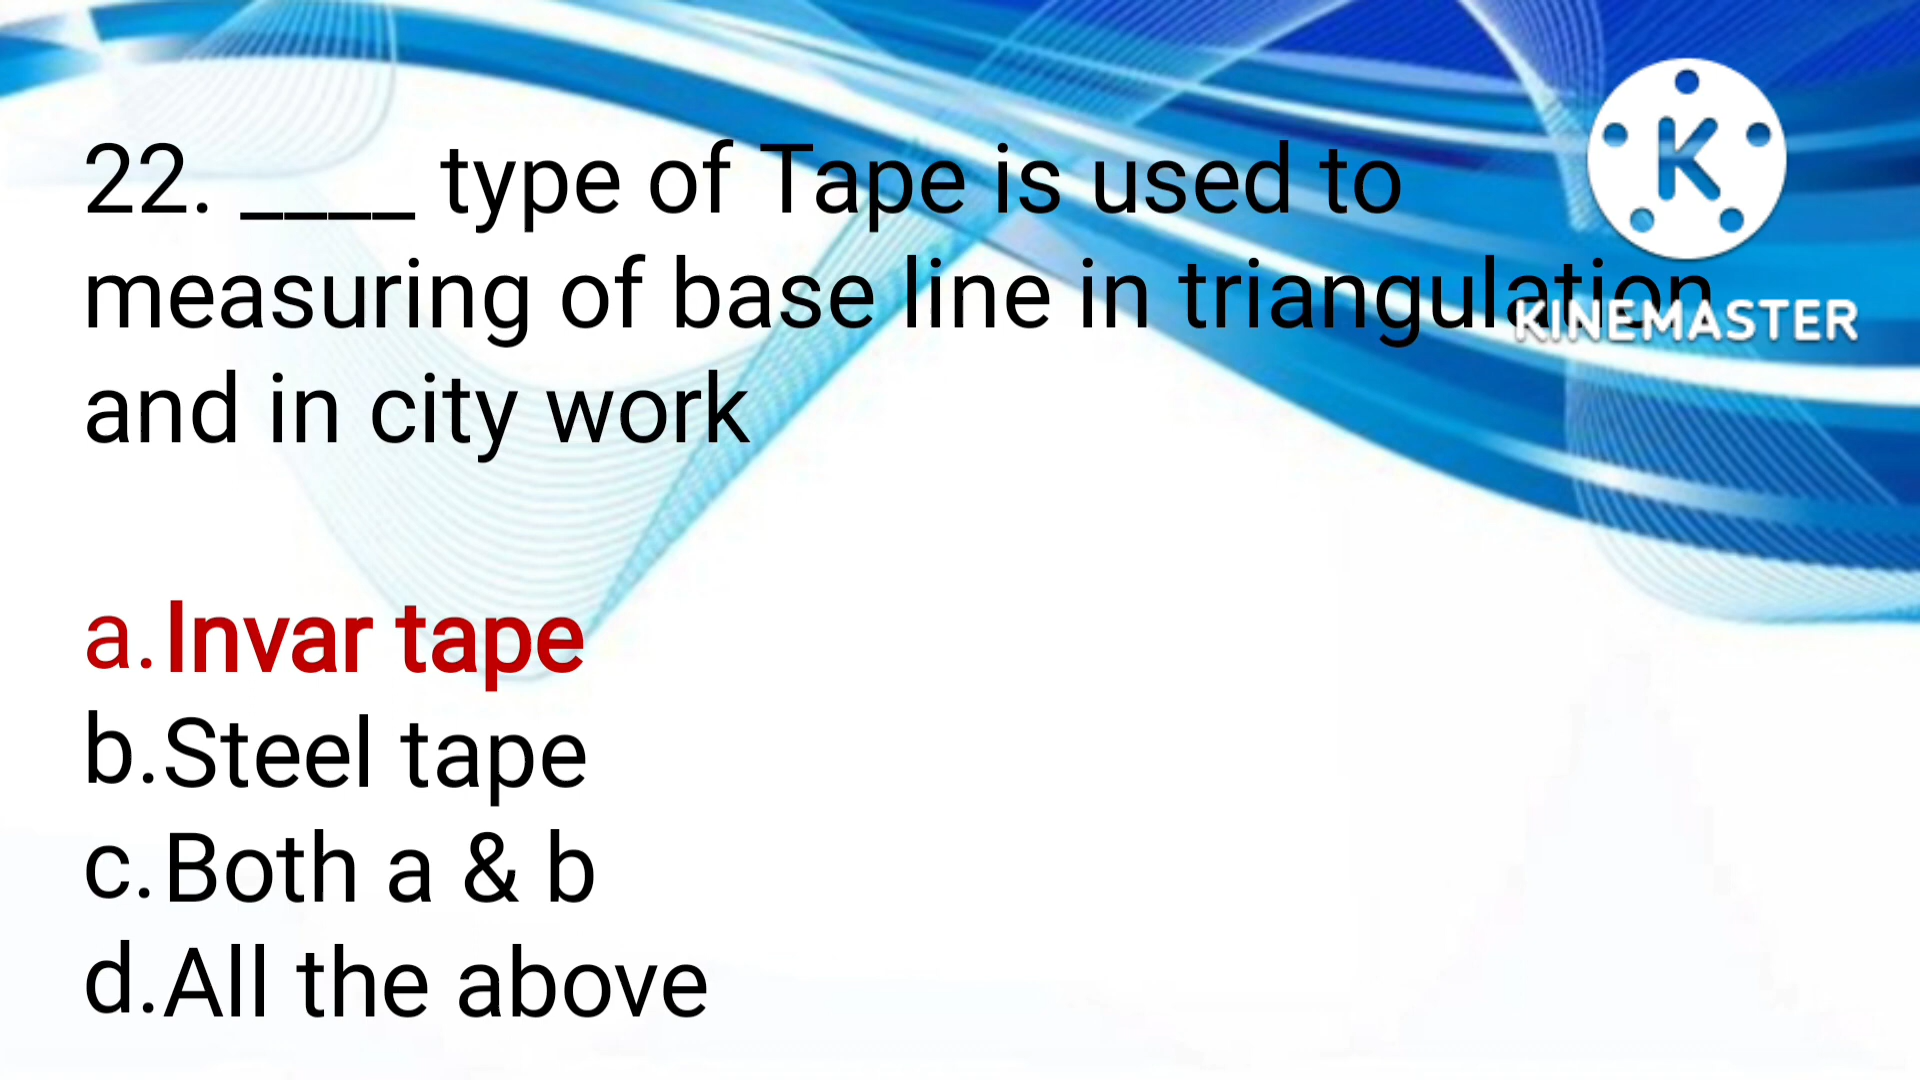 22. ____ type of Tape is used to
measuring of base line in triangulation
and in city work
a.Invar tape
b.Steel tape
c.Both a & b
d.All the above
K
KINEMASTER